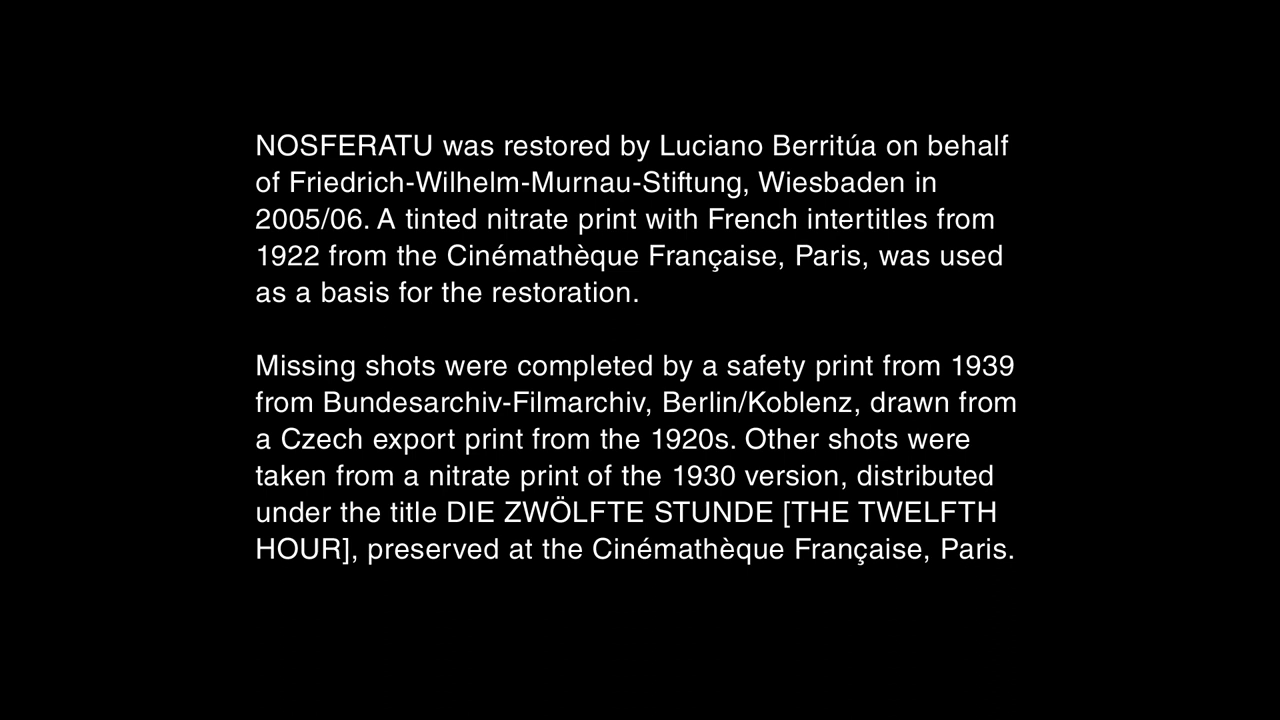 NOSFERATU was restored by Luciano Berritúa on behalf
of Friedrich-Wilhelm-Murnau-Stiftung, Wiesbaden in
2005/06. A tinted nitrate print with French intertitles from
1922 from the Cinémathèque Française, Paris, was used
as a basis for the restoration.
Missing shots were completed by a safety print from 1939
from Bundesarchiv-Filmarchiv, Berlin/Koblenz, drawn from
a Czech export print from the 1920s. Other shots were
taken from a nitrate print of the 1930 version, distributed
under the title DIE ZWÖLFTE STUNDE [THE TWELFTH
HOUR], preserved at the Cinémathèque Française, Paris.